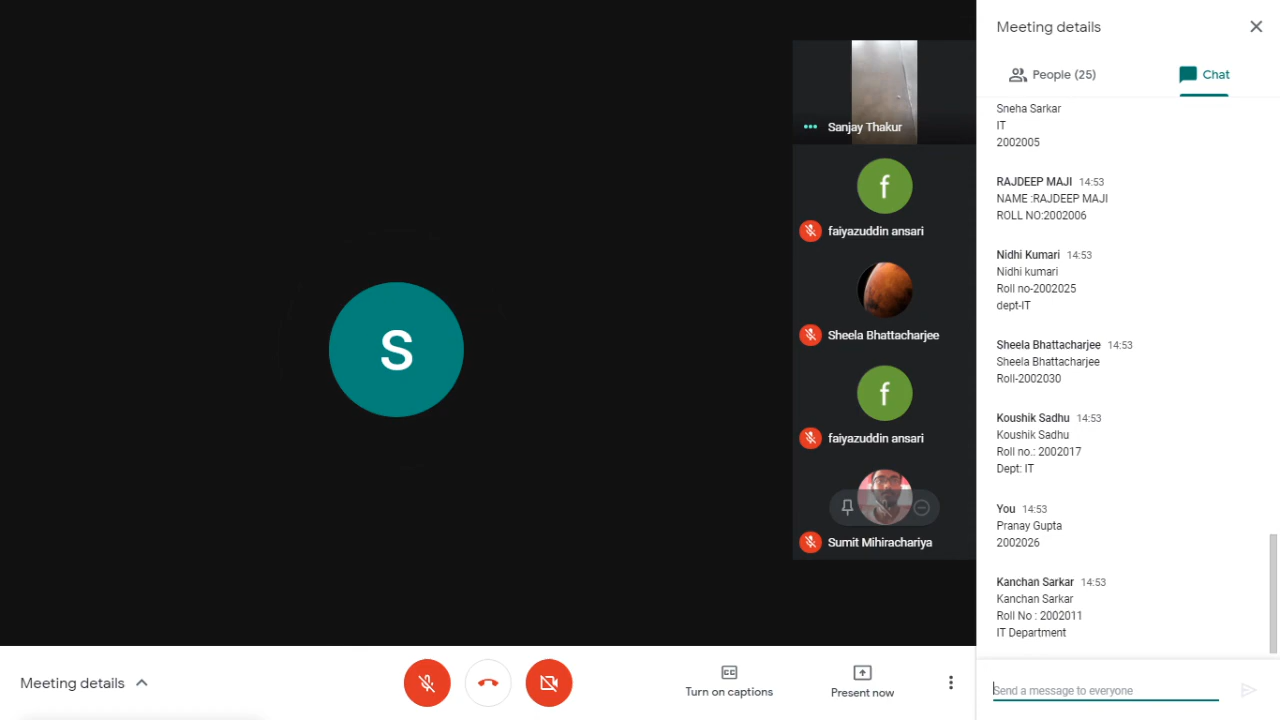 S
Sanjay Thakur
f
faiyazuddin ansari
Sheela Bhattacharjee
f
faiyazuddin ansari
Sumit Mihirachariya
Meeting details
CC
Turn on captions
Present now
Meeting details
People (25)
Chat
Sneha Sarkar
IT
2002005
RAJDEEP MAJI 14:53
NAME :RAJDEEP MAJI
ROLL NO:2002006
Nidhi Kumari 14:53
Nidhi kumari
Roll no-2002025
dept-IT
Sheela Bhattacharjee 14:53
Sheela Bhattacharjee
Roll-2002030
Koushik Sadhu 14:53
Koushik Sadhu
Roll no.: 2002017
Dept: IT
You 14:53
Pranay Gupta
2002026
Kanchan Sarkar 14:53
Kanchan Sarkar
Roll No : 2002011
IT Department
Send a message to everyone